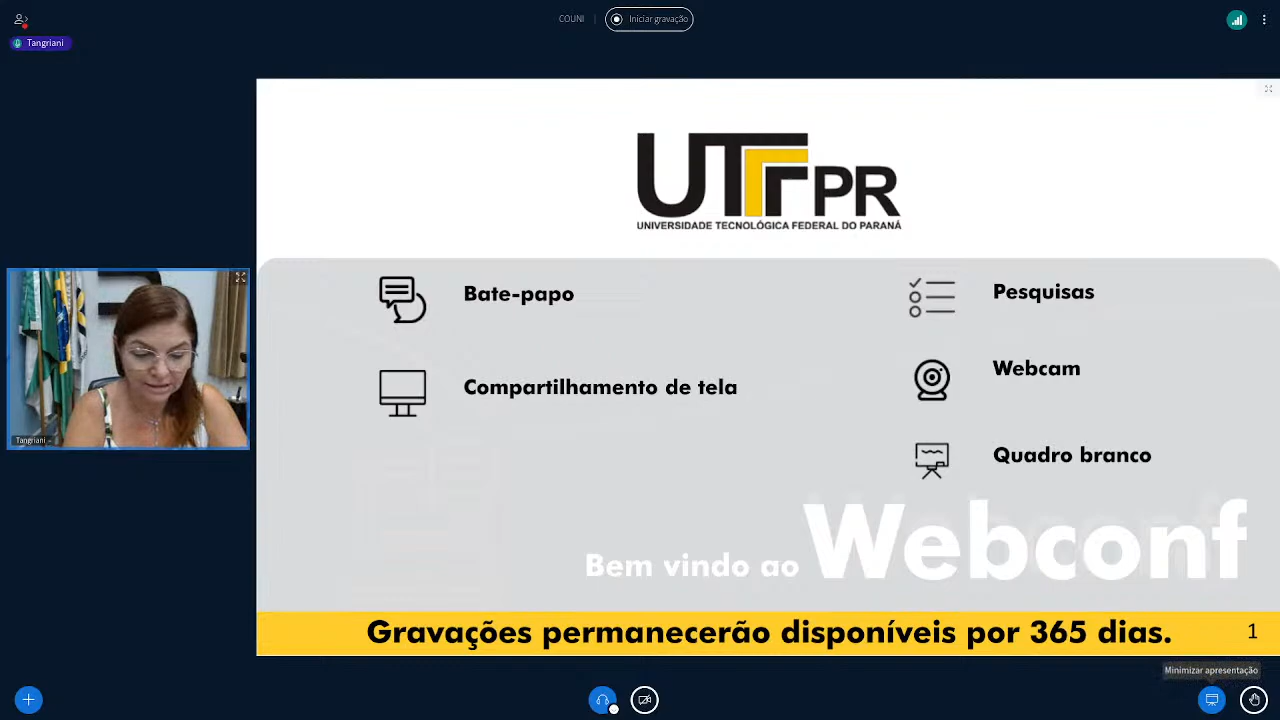 COUNI
Iniciar gravação
Tangriani
UTFPR
UNIVERSIDADE TECNOLÓGICA FEDERAL DO PARANÁ
Bate-papo
Pesquisas
Webcam
Compartilhamento de tela
Quadro branco
Bem vindo ao Webconf
Gravações permanecerão disponíveis por 365 dias.
1
Tangriani
Minimizar apresentação